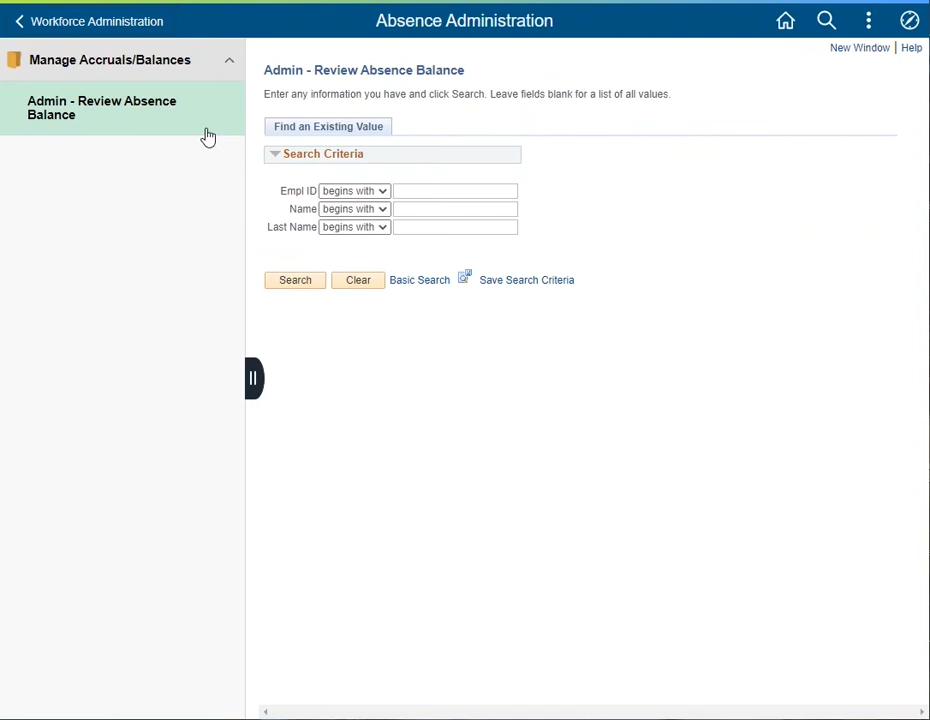 Workforce Administration
Absence Administration
New Window | Help
Manage Accruals/Balances
Admin - Review Absence
Balance
Admin - Review Absence Balance
Enter any information you have and click Search. Leave fields blank for a list of all values.
Find an Existing Value
Search Criteria
Empl ID begins with
Name begins with
Last Name begins with
Search Clear Basic Search Save Search Criteria